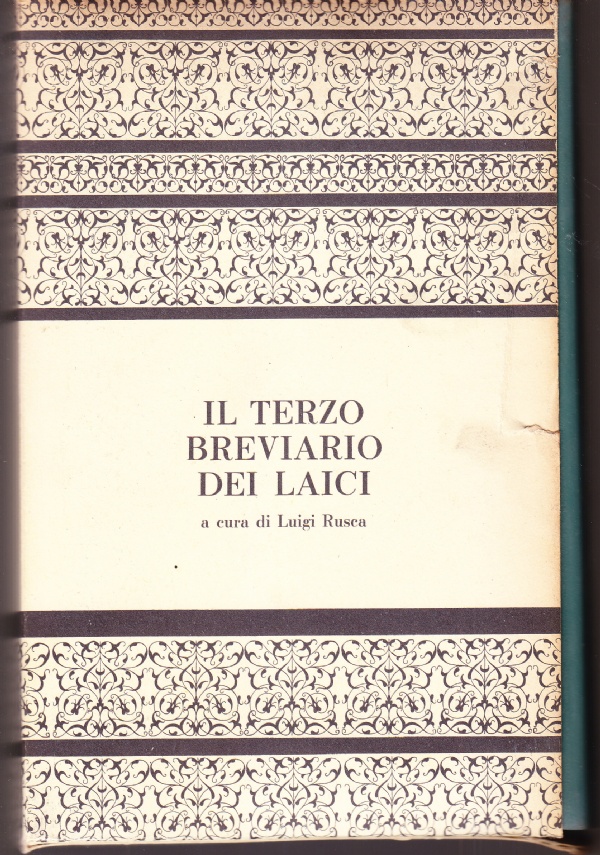 IL TERZO
BREVIARIO
DEI LAICI
a cura di Luigi Rusca